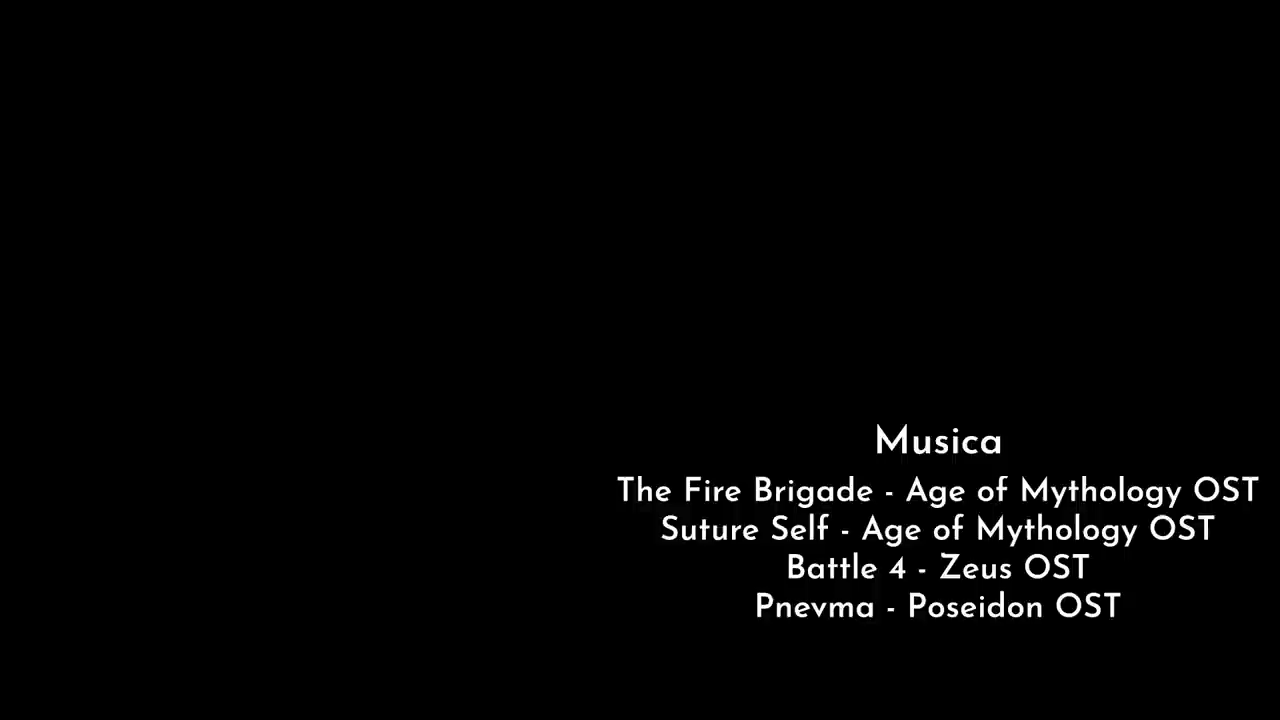 Musica
The Fire Brigade - Age of Mythology OST
Suture Self - Age of Mythology OST
Battle 4 - Zeus OST
Pnevma - Poseidon OST